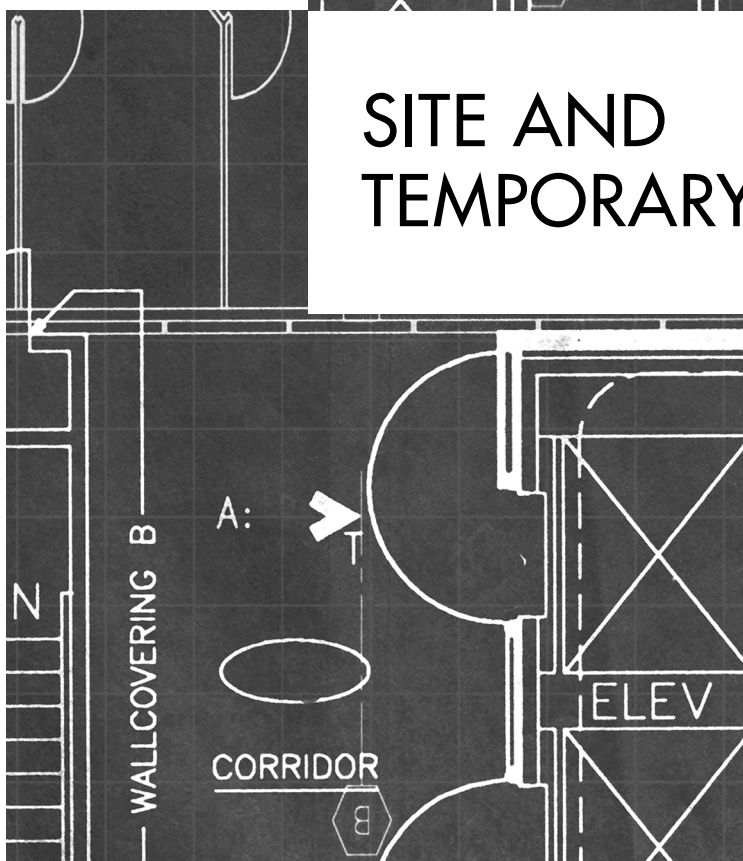 SITE AND
TEMPORARY
A:
T
N
WALLCOVERING B
ELEV
CORRIDOR
B